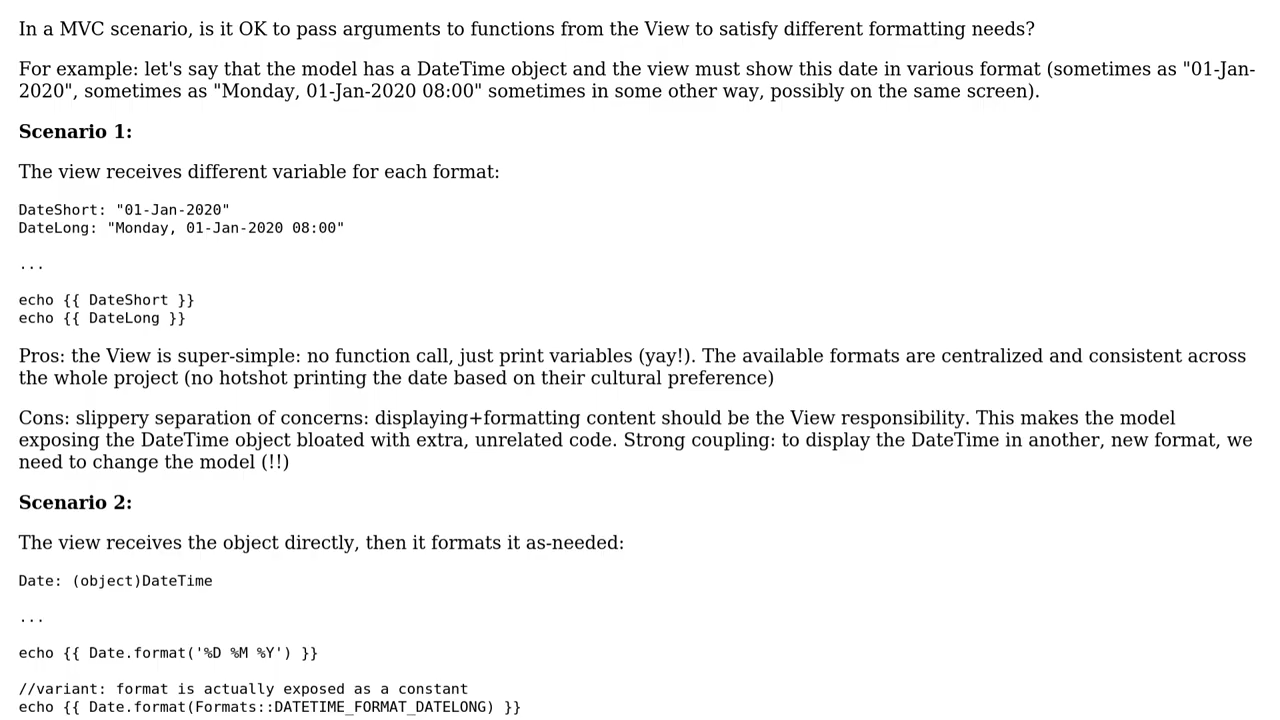 In a MVC scenario, is it OK to pass arguments to functions from the View to satisfy different formatting needs?
For example: let's say that the model has a DateTime object and the view must show this date in various format (sometimes as "01-Jan-
2020", sometimes as "Monday, 01-Jan-2020 08:00" sometimes in some other way, possibly on the same screen).
Scenario 1:
The view receives different variable for each format:
DateShort: "01-Jan-2020"
DateLong: "Monday, 01-Jan-2020 08:00"
...
echo {{ DateShort }}
echo {{ DateLong }}
Pros: the View is super-simple: no function call, just print variables (yay!). The available formats are centralized and consistent across
the whole project (no hotshot printing the date based on their cultural preference)
Cons: slippery separation of concerns: displaying+formatting content should be the View responsibility. This makes the model
exposing the DateTime object bloated with extra, unrelated code. Strong coupling: to display the DateTime in another, new format, we
need to change the model (!!)
Scenario 2:
The view receives the object directly, then it formats it as-needed:
Date: (object)DateTime
...
echo {{ Date.format('%D %M %Y') }}
//variant: format is actually exposed as a constant
echo {{ Date.format(Formats::DATETIME_FORMAT_DATELONG) }}